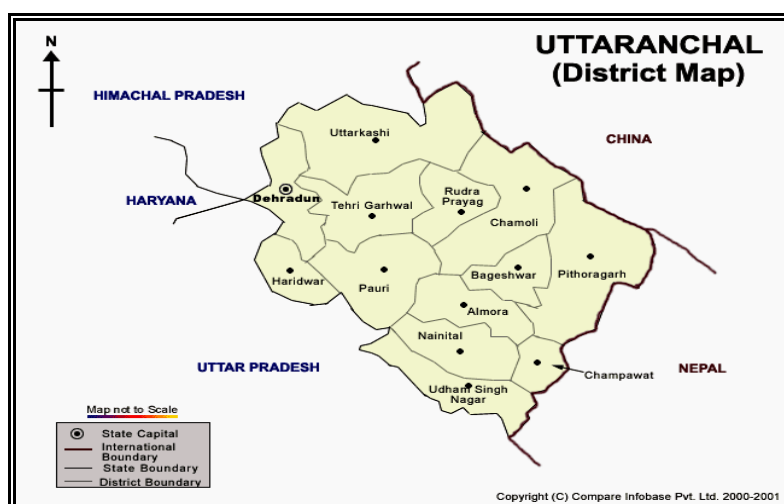 UTTARANCHAL
(District Map)
N
HIMACHAL PRADESH
CHINA
Uttarkashi
HARYANA
Dehradun
Tehri Garhwal
Rudra
Prayag
Chamoli
Haridwar
Pauri
Bageshwar
Pithoragarh
Almora
Nainital
UTTAR PRADESH
Champawat
NEPAL
Udham Singh
Nagar
Map not to Scale
State Capital
International
Boundary
State Boundary
District Boundary
Copyright (C) Compare Infobase Pvt. Ltd. 2000-2001